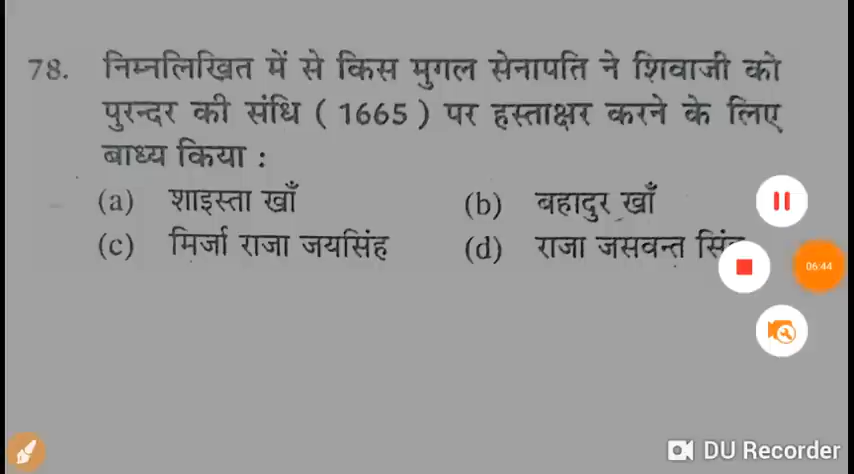 78. निम्नलिखित में से किस मुगल सेनापति ने शिवाजी को
पुरन्दर की संधि ( 1665 ) पर हस्ताक्षर करने के लिए
बाध्य किया :
(a) शाइस्ता खाँ (b) बहादुर खाँ
(c) मिर्जा राजा जयसिंह (d) राजा जसवन्त
06:44
DU Recorder